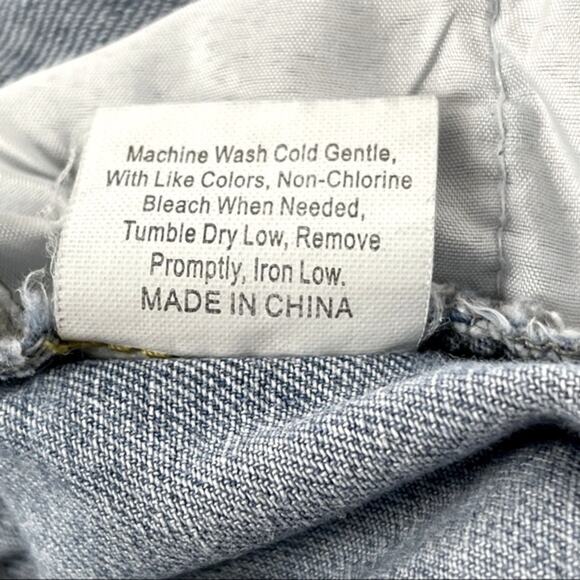 Machine Wash Cold Gentle,
With Like Colors, Non-Chlorine
Bleach When Needed,
Tumble Dry Low, Remove
Promptly, Iron Low.
MADE IN CHINA